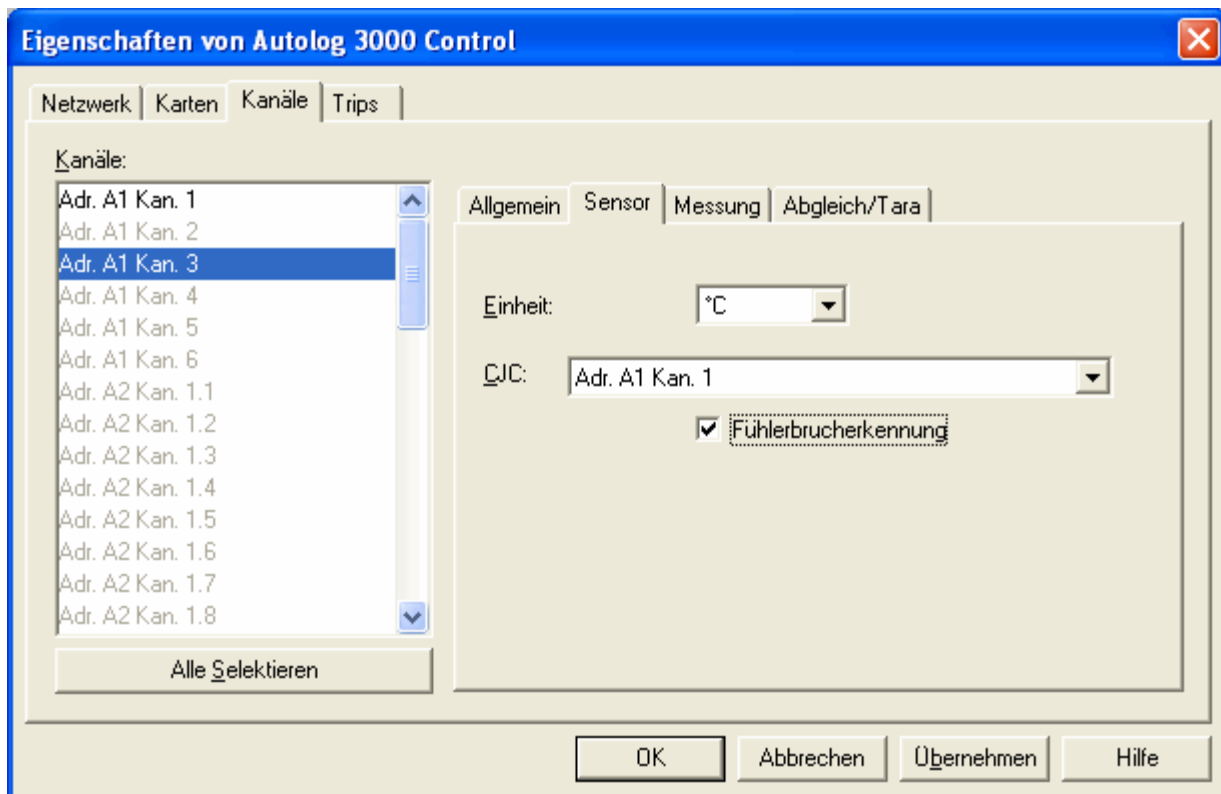 Eigenschaften von Autolog 3000 Control
Netzwerk Karten Kanäle Trips
Kanäle:
Adr. A1 Kan. 1
Adr. A1 Kan. 2
Adr. A1 Kan. 3
Adr. A1 Kan. 4
Adr. A1 Kan. 5
Adr. A1 Kan. 6
Adr. A2 Kan. 1.1
Adr. A2 Kan. 1.2
Adr. A2 Kan. 1.3
Adr. A2 Kan. 1.4
Adr. A2 Kan. 1.5
Adr. A2 Kan. 1.6
Adr. A2 Kan. 1.7
Adr. A2 Kan. 1.8
Alle Selektieren
Allgemein Sensor Messung Abgleich/Tara
Einheit: °C
CJC: Adr. A1 Kan. 1
Fühlerbrucherkennung
OK Abbrechen Übernehmen Hilfe